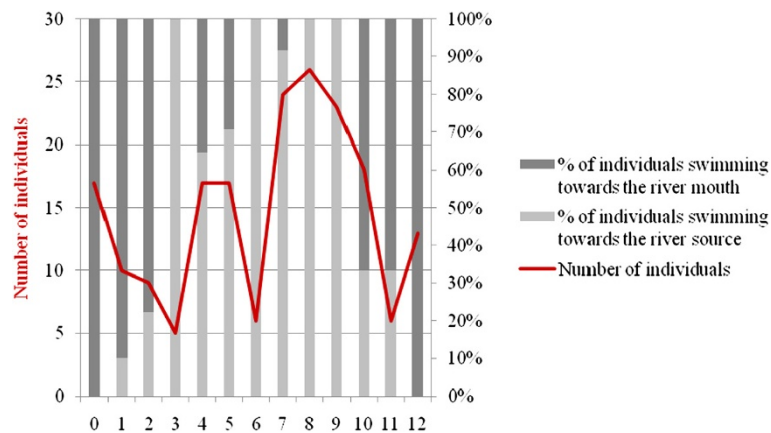 30
25
20
15
10
5
0
Number of individuals
100%
90%
80%
70%
60%
50%
40%
30%
20%
10%
0%
0 1 2 3 4 5 6 7 8 9 10 11 12
% of individuals swimming
towards the river mouth
% of individuals swimming
towards the river source
Number of individuals